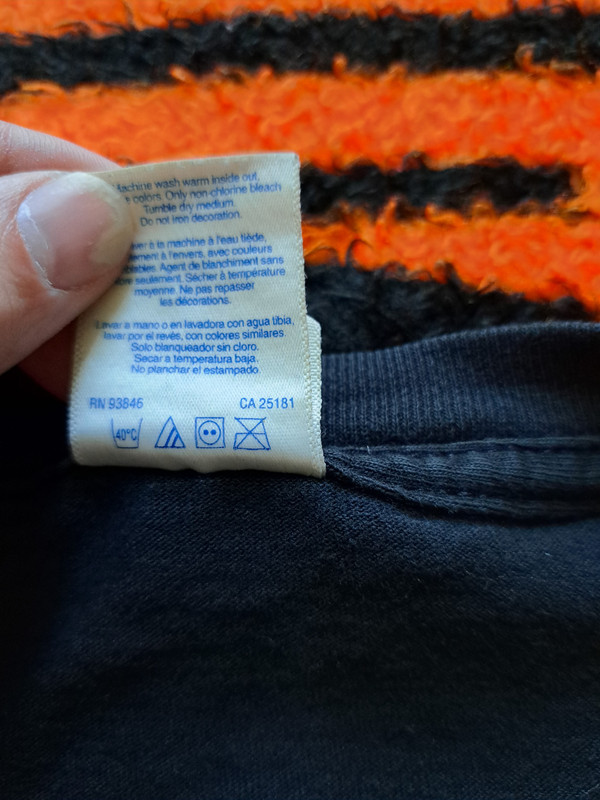 Machine wash warm inside out,
colors. Only non-chlorine bleach
Tumble dry medium.
Do not iron decoration.
à la machine à l'eau tiède,
à l'envers, avec couleurs
Agent de blanchiment sans
seulement. Sécher à température
moyenne. Ne pas repasser
les décorations.
Lavar a mano o en lavadora con agua tibia,
lavar por el revés, con colores similares.
Solo blanqueador sin cloro.
Secar a temperatura baja.
No planchar el estampado.
RN 93846 CA 25181
40°C